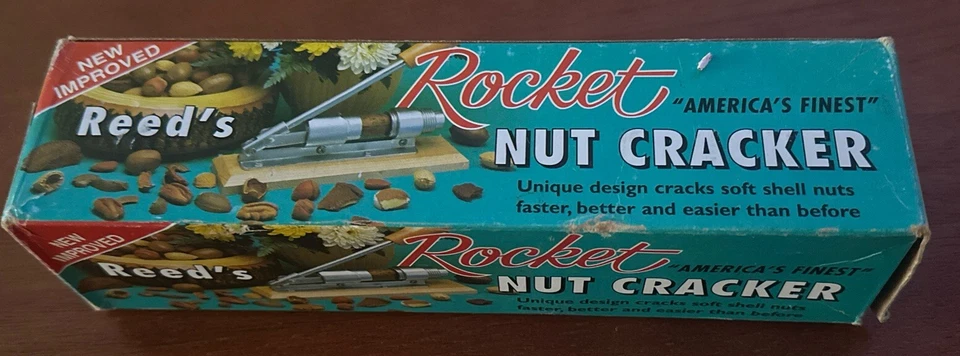 NEW
IMPROVED
Reed's
Rocket
"AMERICA'S FINEST"
NUT CRACKER
Unique design cracks soft shell nuts
faster, better and easier than before
NEW
IMPROVED
Reed's
Rocket
"AMERICA'S FINEST"
NUT CRACKER
Unique design cracks soft shell nuts
faster, better and easier than before